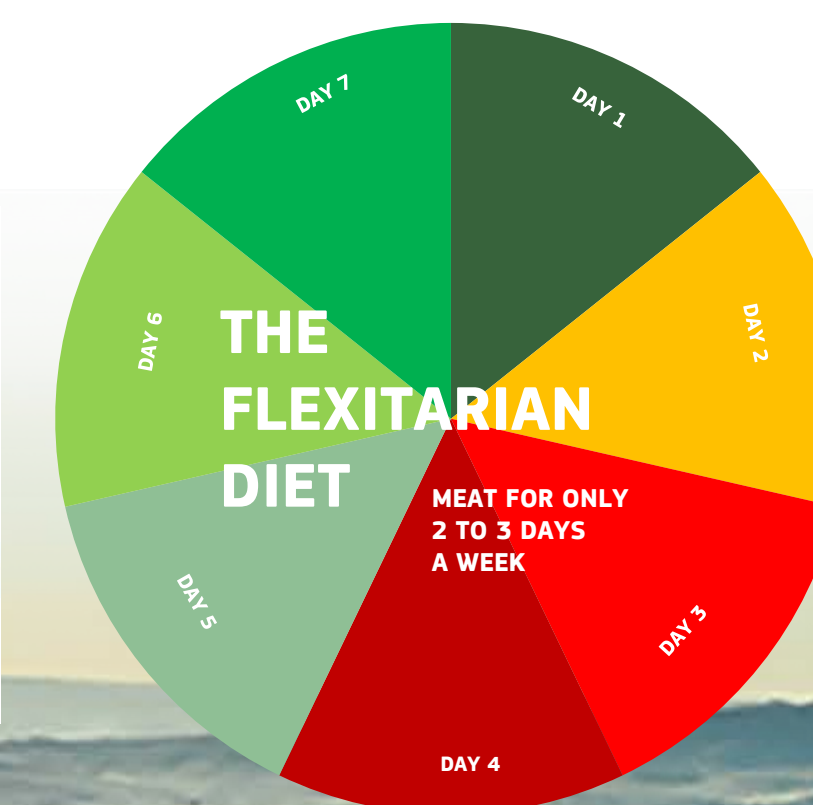 DAY 7
DAY 1
DAY 6
DAY 2
THE
FLEXITARIAN
DIET
MEAT FOR ONLY
2 TO 3 DAYS
A WEEK
DAY 5
DAY 3
DAY 4